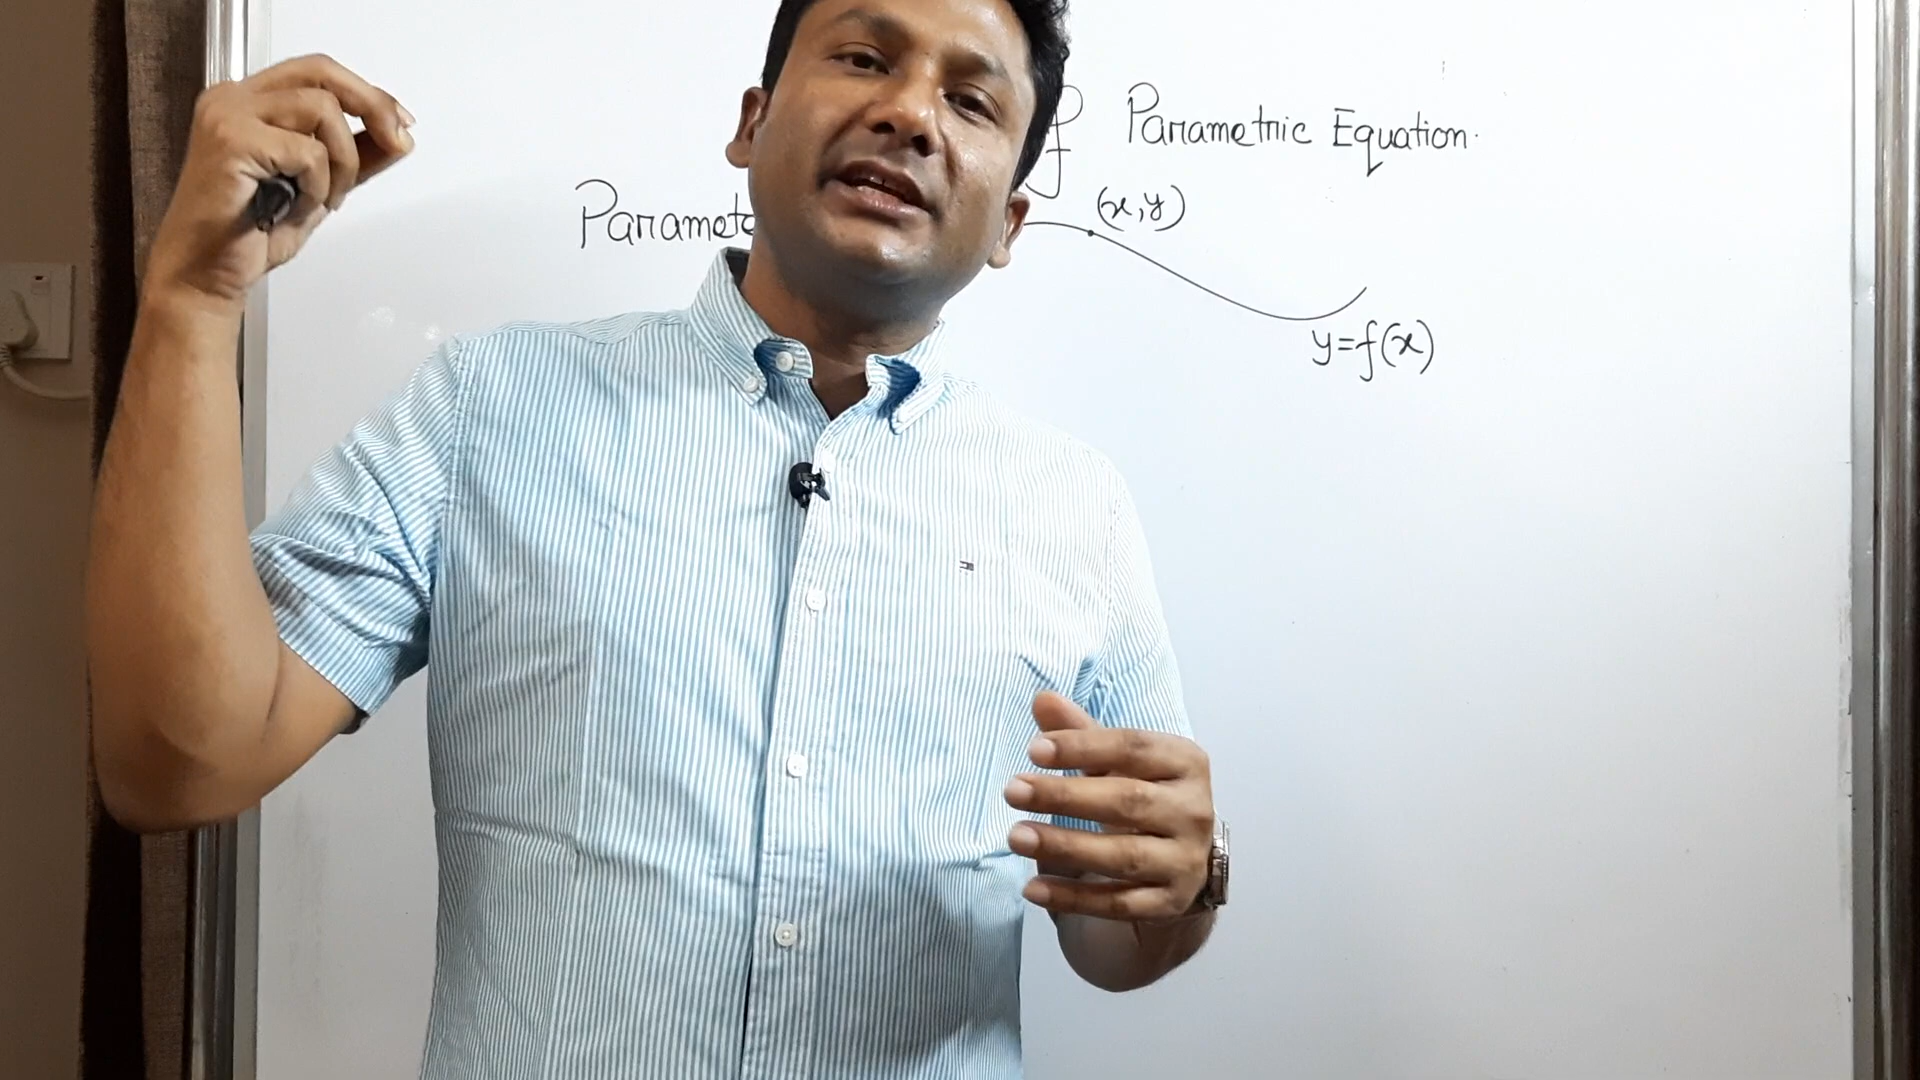 f Parametric Equation.
Paramete
(x,y)
y=f(x)